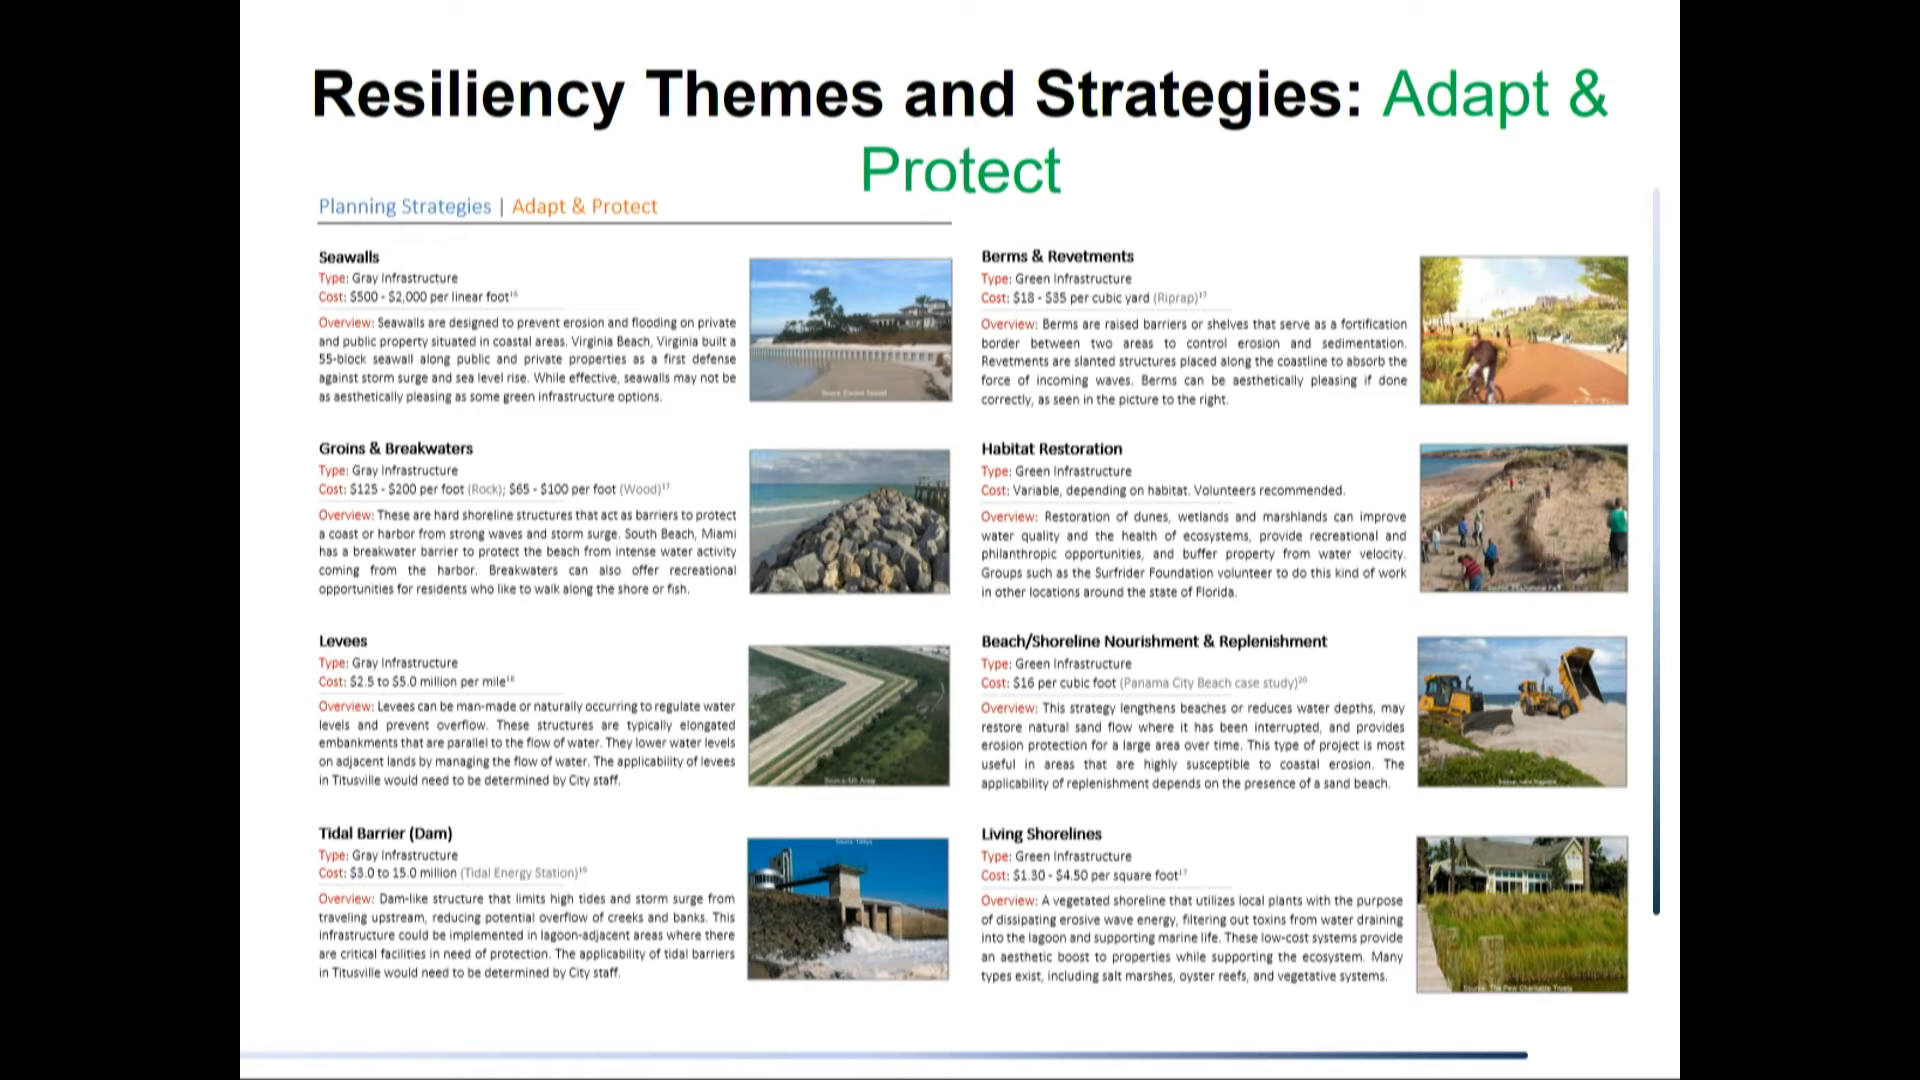 Resiliency Themes and Strategies: Adapt &
Protect
Planning Strategies | Adapt & Protect
Seawalls
Type: Gray Infrastructure
Cost: $500 - $2,000 per linear foot¹⁶
Overview: Seawalls are designed to prevent erosion and flooding on private
and public property situated in coastal areas. Virginia Beach, Virginia built a
55-block seawall along public and private properties as a first defense
against storm surge and sea level rise. While effective, seawalls may not be
as aesthetically pleasing as some green infrastructure options.
Groins & Breakwaters
Type: Gray Infrastructure
Cost: $125 - $200 per foot (Rock); $65 - $100 per foot (Wood)¹⁷
Overview: These are hard shoreline structures that act as barriers to protect
a coast or harbor from strong waves and storm surge. South Beach, Miami
has a breakwater barrier to protect the beach from intense water activity
coming from the harbor. Breakwaters can also offer recreational
opportunities for residents who like to walk along the shore or fish.
Levees
Type: Gray Infrastructure
Cost: $2.5 to $5.0 million per mile¹⁸
Overview: Levees can be man-made or naturally occurring to regulate water
levels and prevent overflow. These structures are typically elongated
embankments that are parallel to the flow of water. They lower water levels
on adjacent lands by managing the flow of water. The applicability of levees
in Titusville would need to be determined by City staff.
Tidal Barrier (Dam)
Type: Gray Infrastructure
Cost: $3.0 to 15.0 million (Tidal Energy Station)¹⁹
Overview: Dam-like structure that limits high tides and storm surge from
traveling upstream, reducing potential overflow of creeks and banks. This
infrastructure could be implemented in lagoon-adjacent areas where there
are critical facilities in need of protection. The applicability of tidal barriers
in Titusville would need to be determined by City staff.
Berms & Revetments
Type: Green Infrastructure
Cost: $18 - $35 per cubic yard (Riprap)¹⁷
Overview: Berms are raised barriers or shelves that serve as a fortification
border between two areas to control erosion and sedimentation.
Revetments are slanted structures placed along the coastline to absorb the
force of incoming waves. Berms can be aesthetically pleasing if done
correctly, as seen in the picture to the right.
Habitat Restoration
Type: Green Infrastructure
Cost: Variable, depending on habitat. Volunteers recommended.
Overview: Restoration of dunes, wetlands and marshlands can improve
water quality and the health of ecosystems, provide recreational and
philanthropic opportunities, and buffer property from water velocity.
Groups such as the Surfrider Foundation volunteer to do this kind of work
in other locations around the state of Florida.
Beach/Shoreline Nourishment & Replenishment
Type: Green Infrastructure
Cost: $16 per cubic foot (Panama City Beach case study)²⁰
Overview: This strategy lengthens beaches or reduces water depths, may
restore natural sand flow where it has been interrupted, and provides
erosion protection for a large area over time. This type of project is most
useful in areas that are highly susceptible to coastal erosion. The
applicability of replenishment depends on the presence of a sand beach.
Living Shorelines
Type: Green Infrastructure
Cost: $1.30 - $4.50 per square foot¹⁷
Overview: A vegetated shoreline that utilizes local plants with the purpose
of dissipating erosive wave energy, filtering out toxins from water draining
into the lagoon and supporting marine life. These low-cost systems provide
an aesthetic boost to properties while supporting the ecosystem. Many
types exist, including salt marshes, oyster reefs, and vegetative systems.
Source: The Pew Charitable Trusts